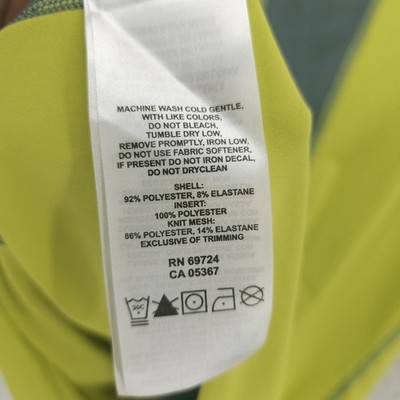 MACHINE WASH COLD GENTLE,
WITH LIKE COLORS,
DO NOT BLEACH,
TUMBLE DRY LOW,
REMOVE PROMPTLY, IRON LOW,
DO NOT USE FABRIC SOFTENER,
IF PRESENT DO NOT IRON DECAL,
DO NOT DRYCLEAN
SHELL:
92% POLYESTER, 8% ELASTANE
INSERT:
100% POLYESTER
KNIT MESH:
86% POLYESTER, 14% ELASTANE
EXCLUSIVE OF TRIMMING
RN 69724
CA 05367
30C